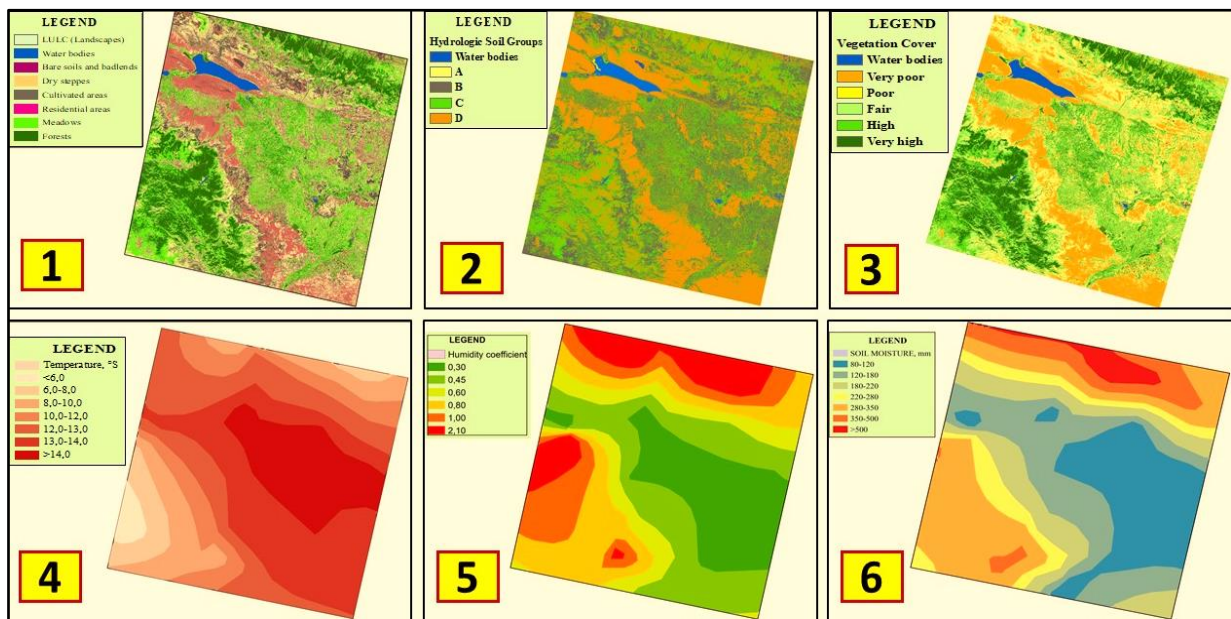 LEGEND
LULC (Landscapes)
Water bodies
Bare soils and badlends
Dry steppes
Cultivated areas
Residential areas
Meadows
Forests
1
LEGEND
Hydrologic Soil Groups
Water bodies
A
B
C
D
2
LEGEND
Vegetation Cover
Water bodies
Very poor
Poor
Fair
High
Very high
3
LEGEND
Temperature, °S
<6,0
6,0-8,0
8,0-10,0
10,0-12,0
12,0-13,0
13,0-14,0
>14,0
4
LEGEND
Humidity coefficient
0,30
0,45
0,60
0,80
1,00
2,10
5
LEGEND
SOIL MOISTURE, mm
80-120
120-180
180-220
220-280
280-350
350-500
>500
6